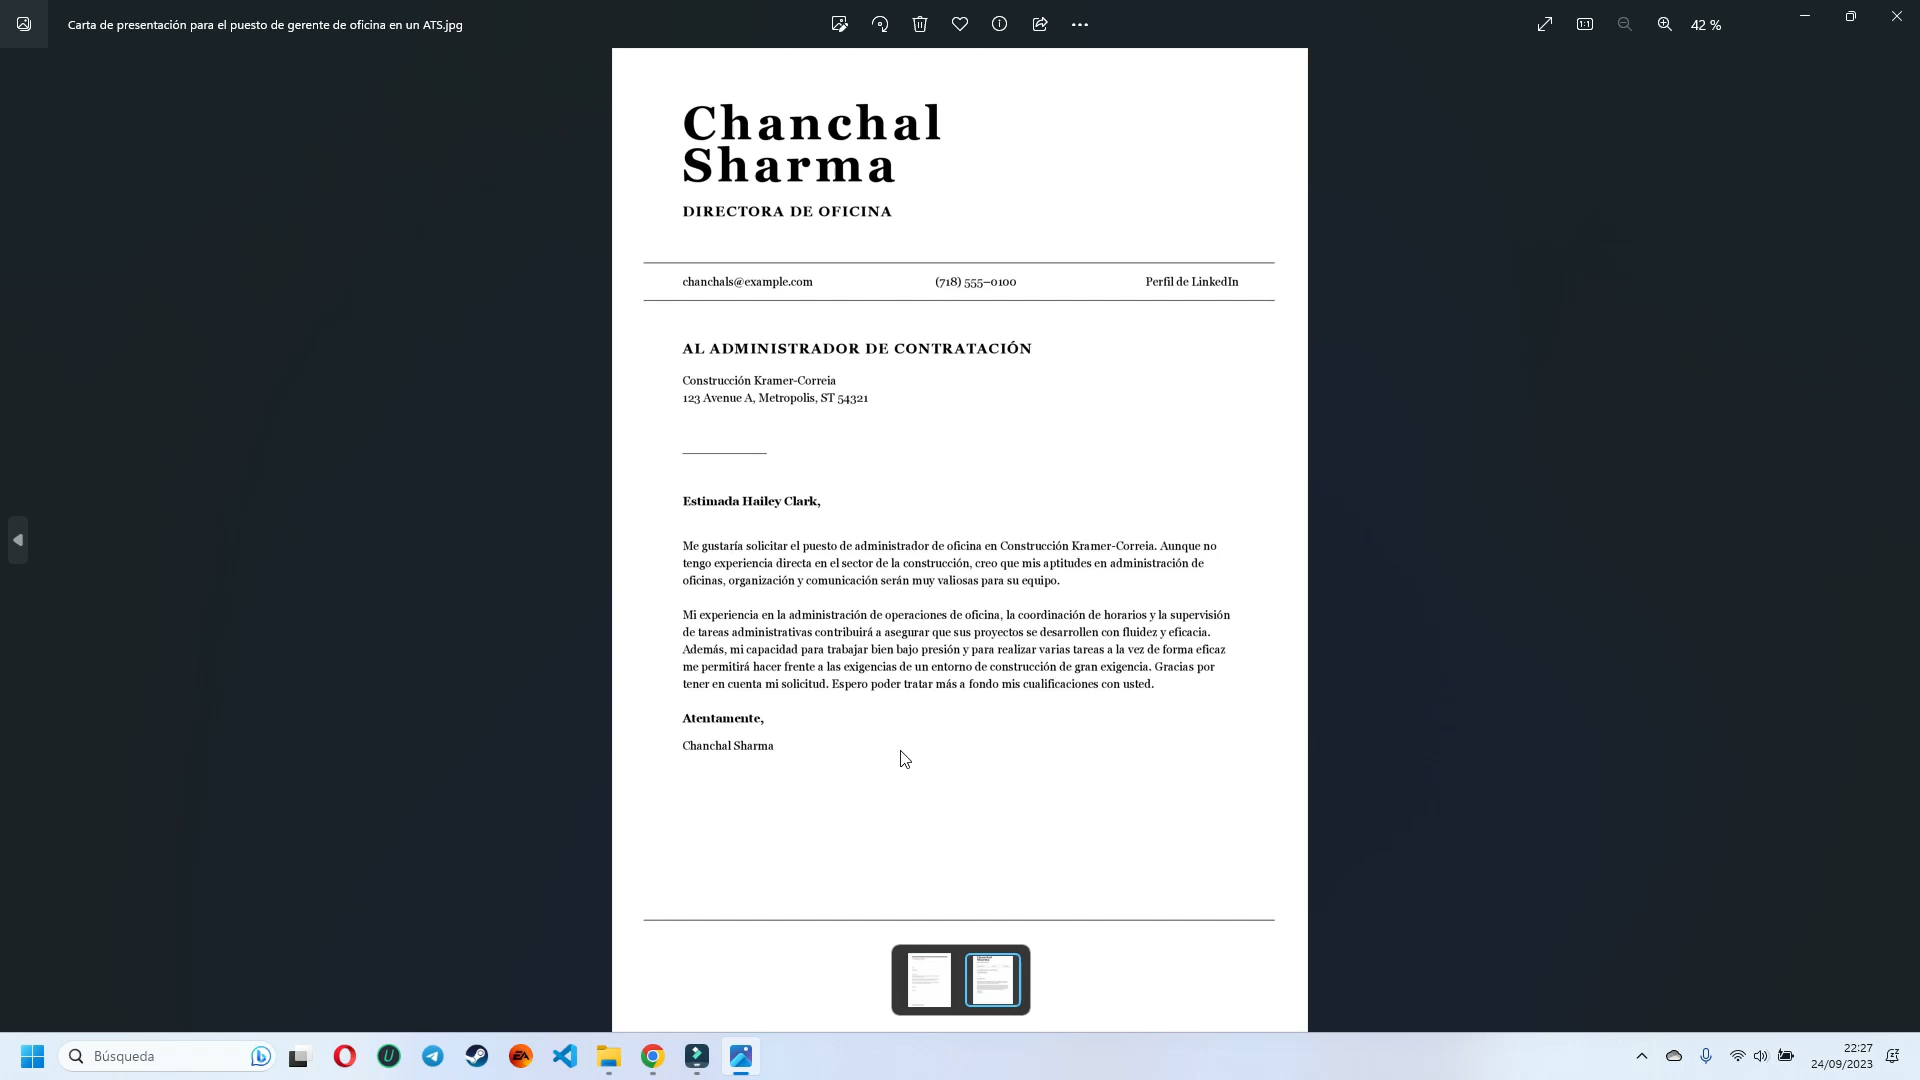 Carta de presentación para el puesto de gerente de oficina en un ATS.jpg
42 %
Chanchal
Sharma
DIRECTORA DE OFICINA
chanchals@example.com
(718) 555–0100
Perfil de LinkedIn
AL ADMINISTRADOR DE CONTRATACIÓN
Construcción Kramer-Correia
123 Avenue A, Metropolis, ST 54321
Estimada Hailey Clark,
Me gustaría solicitar el puesto de administrador de oficina en Construcción Kramer-Correia. Aunque no
tengo experiencia directa en el sector de la construcción, creo que mis aptitudes en administración de
oficinas, organización y comunicación serán muy valiosas para su equipo.
Mi experiencia en la administración de operaciones de oficina, la coordinación de horarios y la supervisión
de tareas administrativas contribuirá a asegurar que sus proyectos se desarrollen con fluidez y eficacia.
Además, mi capacidad para trabajar bien bajo presión y para realizar varias tareas a la vez de forma eficaz
me permitirá hacer frente a las exigencias de un entorno de construcción de gran exigencia. Gracias por
tener en cuenta mi solicitud. Espero poder tratar más a fondo mis cualificaciones con usted.
Atentamente,
Chanchal Sharma
Búsqueda
22:27
24/09/2023